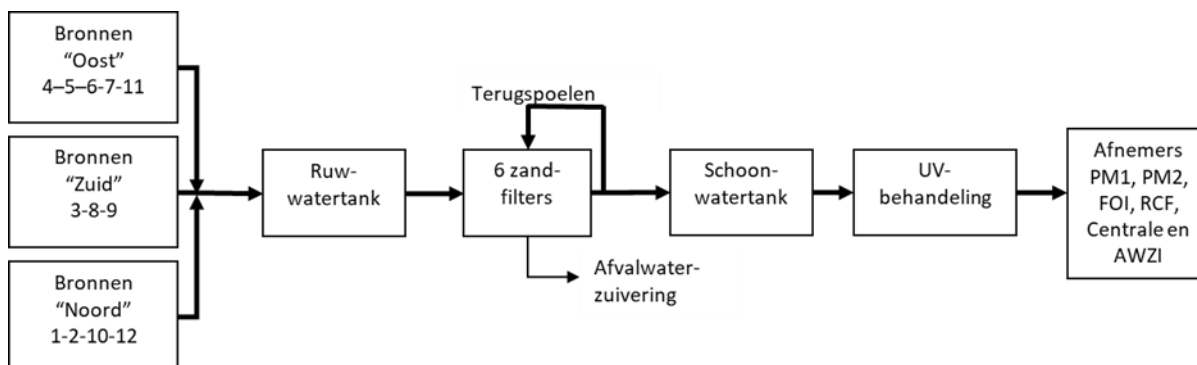 Bronnen
“Oost”
4–5–6-7-11
Bronnen
“Zuid”
3-8-9
Bronnen
“Noord”
1-2-10-12
Ruw-
watertank
Terugspoelen
6 zand-
filters
Afvalwater-
zuivering
Schoon-
watertank
UV-
behandeling
Afnemers
PM1, PM2,
FOI, RCF,
Centrale en
AWZI